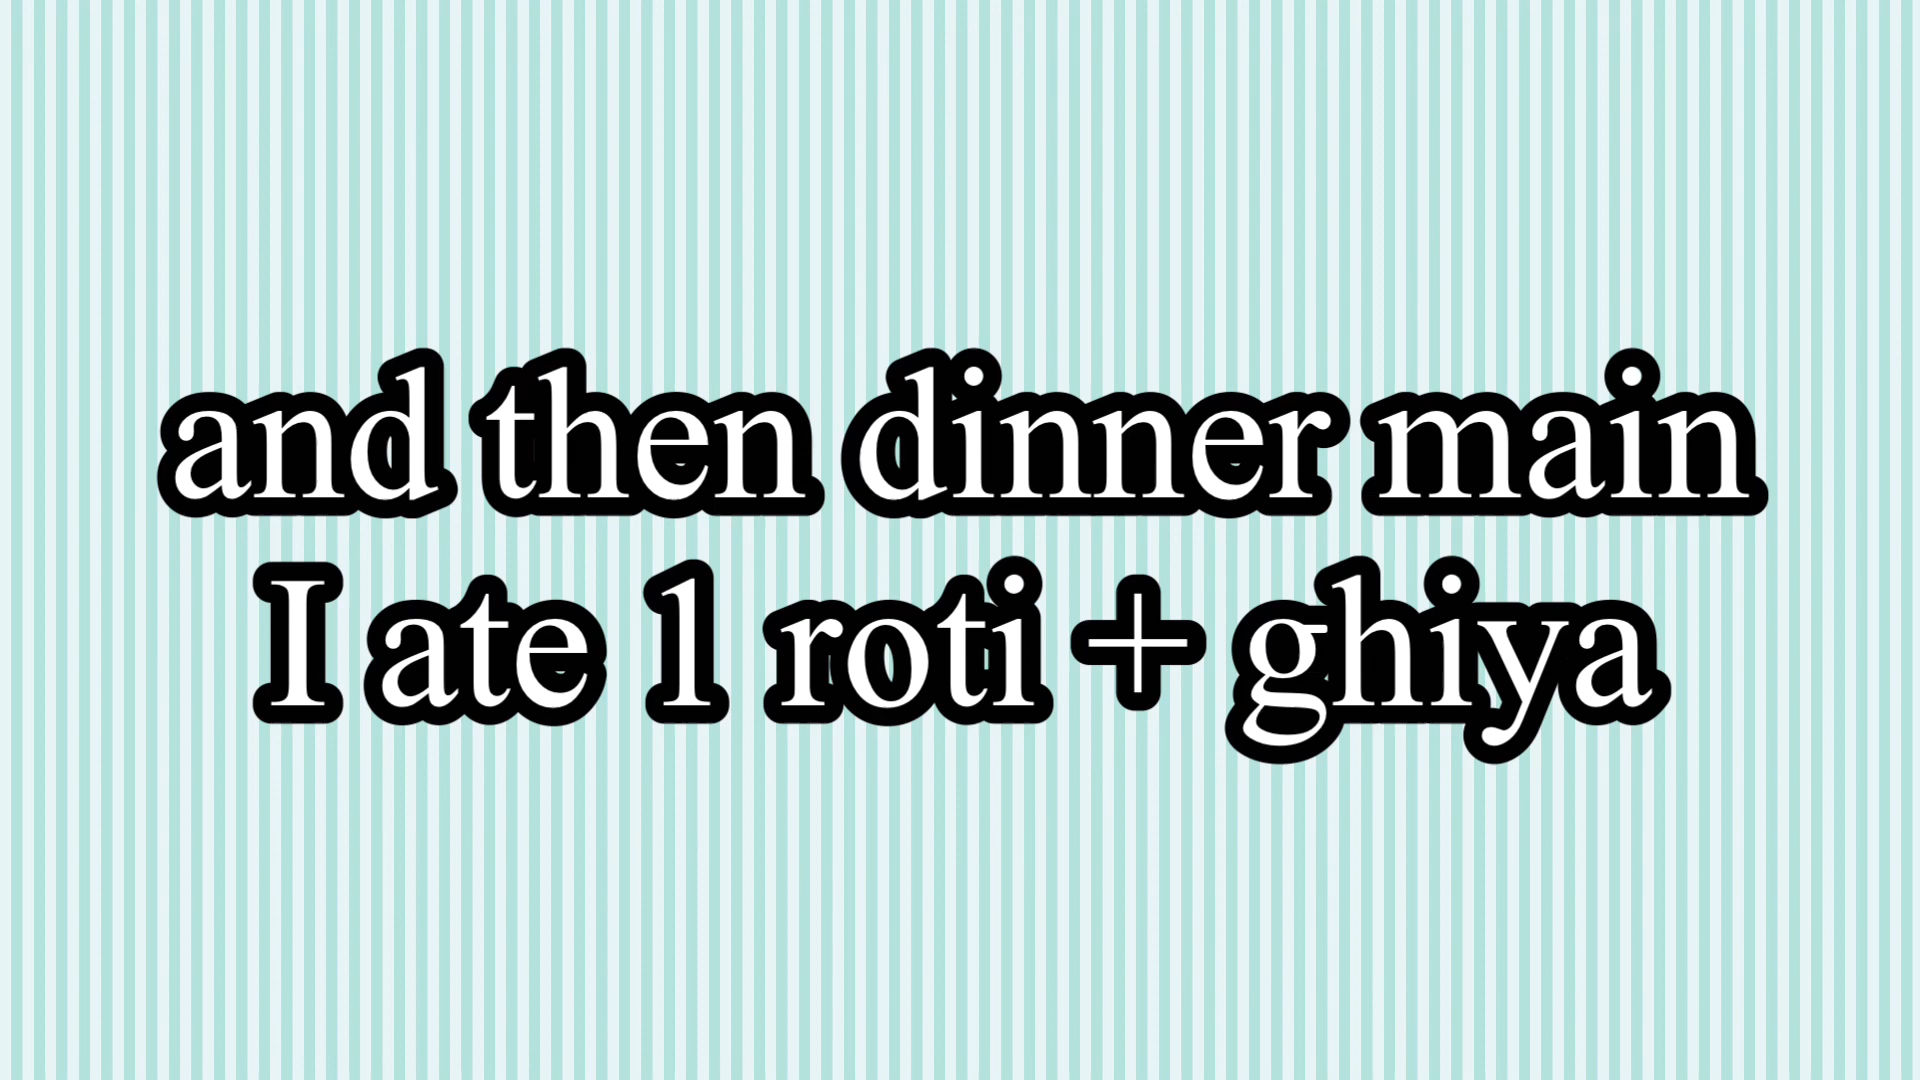 and then dinner main
I ate 1 roti + ghiya